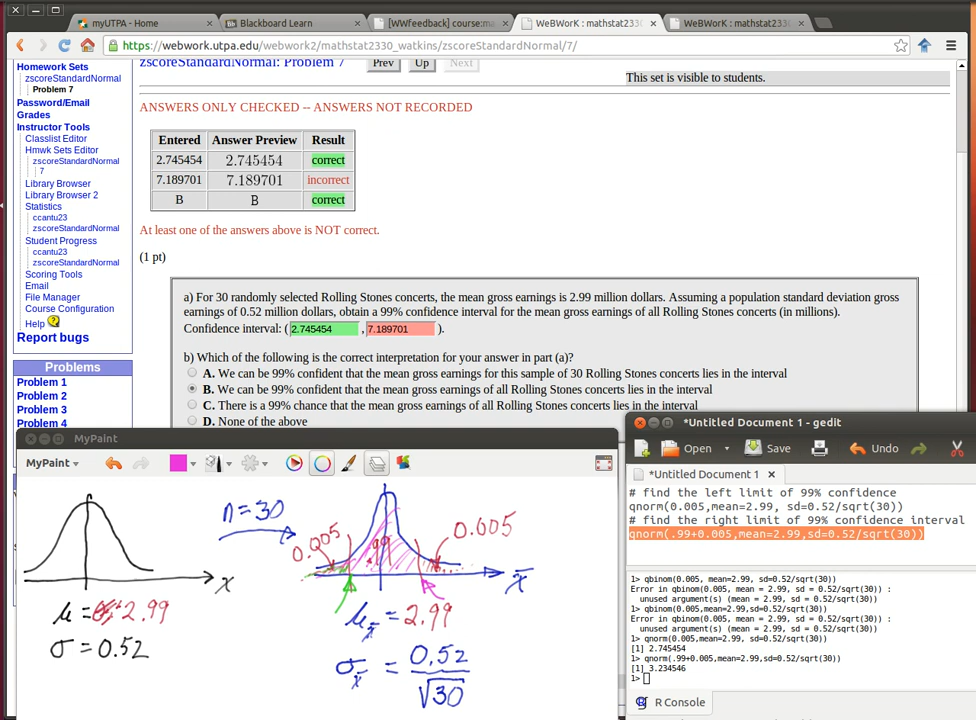 myUTPA - Home
Blackboard Learn
[WWfeedback] course:ma
WeBWorK : mathstat233
WeBWorK : mathstat233
https://webwork.utpa.edu/webwork2/mathstat2330_watkins/zscoreStandardNormal/7/
Homework Sets
zscoreStandardNormal
Problem 7
Password/Email
Grades
Instructor Tools
Classlist Editor
Hmwk Sets Editor
zscoreStandardNormal
7
Library Browser
Library Browser 2
Statistics
ccantu23
zscoreStandardNormal
Student Progress
ccantu23
zscoreStandardNormal
Scoring Tools
Email
File Manager
Course Configuration
Help ?
Report bugs
Problems
Problem 1
Problem 2
Problem 3
Problem 4
zscoreStandardNormal: Problem 7
Prev Up Next
This set is visible to students.
ANSWERS ONLY CHECKED -- ANSWERS NOT RECORDED
Entered Answer Preview Result
2.745454 2.745454 correct
7.189701 7.189701 incorrect
B B correct
At least one of the answers above is NOT correct.
(1 pt)
a) For 30 randomly selected Rolling Stones concerts, the mean gross earnings is 2.99 million dollars. Assuming a population standard deviation gross
earnings of 0.52 million dollars, obtain a 99% confidence interval for the mean gross earnings of all Rolling Stones concerts (in millions).
Confidence interval: ( 2.745454 , 7.189701 ).
b) Which of the following is the correct interpretation for your answer in part (a)?
A. We can be 99% confident that the mean gross earnings for this sample of 30 Rolling Stones concerts lies in the interval
B. We can be 99% confident that the mean gross earnings of all Rolling Stones concerts lies in the interval
C. There is a 99% chance that the mean gross earnings of all Rolling Stones concerts lies in the interval
D. None of the above
MyPaint
MyPaint
n=30
x
μ= 2.99
σ=0.52
0.005
.99
0.005
x̄
μx̄ = 2.99
σx̄ = 0.52
√30
*Untitled Document 1 - gedit
Open Save Undo
*Untitled Document 1
# find the left limit of 99% confidence
qnorm(0.005,mean=2.99, sd=0.52/sqrt(30))
# find the right limit of 99% confidence interval
qnorm(.99+0.005,mean=2.99,sd=0.52/sqrt(30))
1> qbinom(0.005, mean=2.99, sd=0.52/sqrt(30))
Error in qbinom(0.005, mean = 2.99, sd = 0.52/sqrt(30)) :
unused argument(s) (mean = 2.99, sd = 0.52/sqrt(30))
1> qbinom(0.005,mean=2.99,sd=0.52/sqrt(30))
Error in qbinom(0.005, mean = 2.99, sd = 0.52/sqrt(30)) :
unused argument(s) (mean = 2.99, sd = 0.52/sqrt(30))
1> qnorm(0.005,mean=2.99, sd=0.52/sqrt(30))
[1] 2.745454
1> qnorm(.99+0.005,mean=2.99,sd=0.52/sqrt(30))
[1] 3.234546
1>
R Console